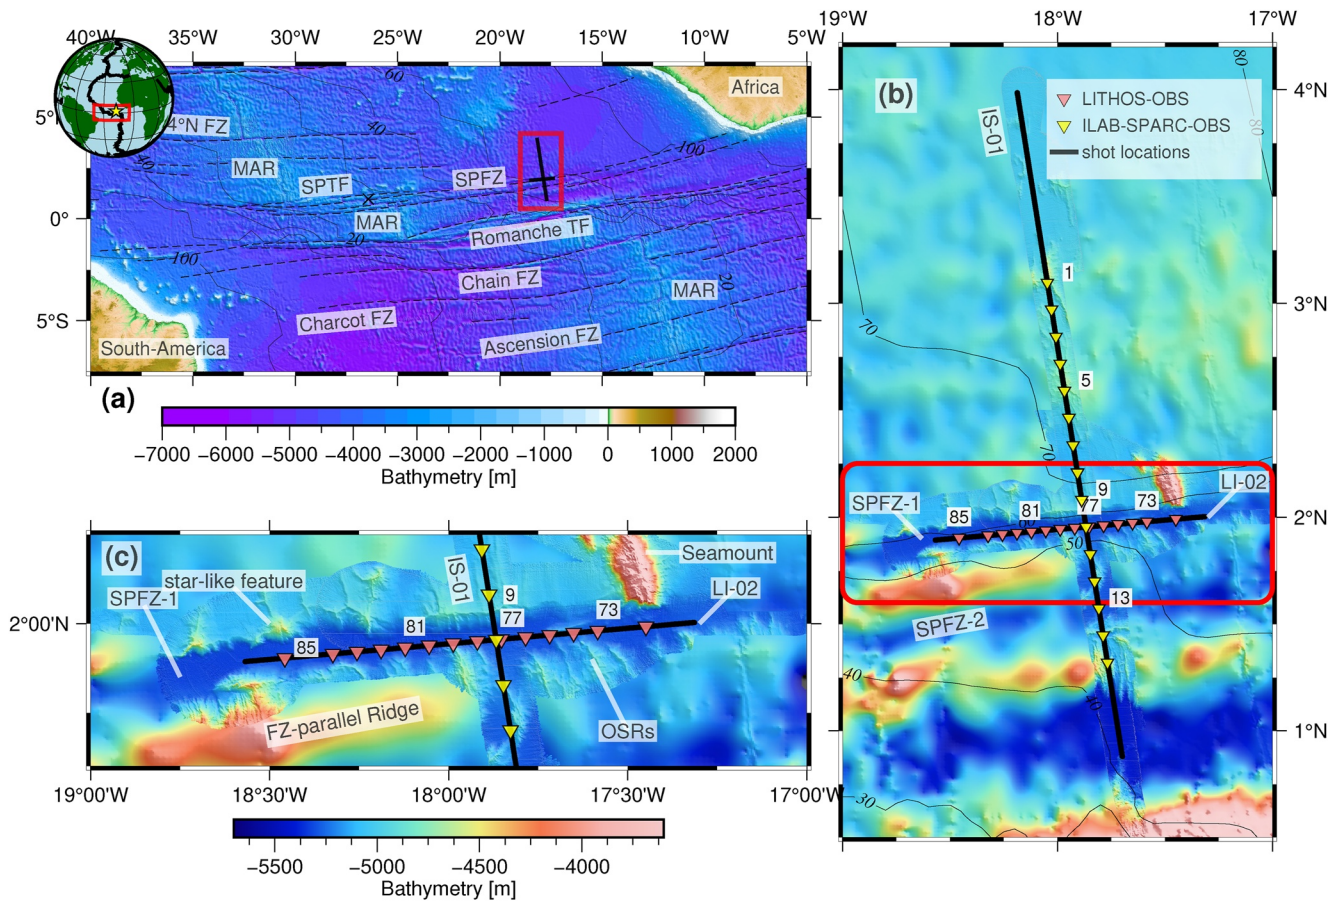 40°W 35°W 30°W 25°W 20°W 15°W 10°W 5°W
5°
0°
5°S
60
40
40
100
100
20
20
4°N FZ
MAR
SPTF
MAR
SPFZ
Romanche TF
Chain FZ
Charcot FZ
Ascension FZ
MAR
Africa
South-America
(a)
−7000 −6000 −5000 −4000 −3000 −2000 −1000 0 1000 2000
Bathymetry [m]
19°W 18°W 17°W
4°N
3°N
2°N
1°N
(b)
LITHOS-OBS
ILAB-SPARC-OBS
shot locations
IS-01
80
80
80
70
70
60
50
40
40
30
1
5
9
77
73
81
85
13
SPFZ-1
SPFZ-2
LI-02
(c)
star-like feature
SPFZ-1
IS-01
9
77
73
81
85
Seamount
LI-02
FZ-parallel Ridge
OSRs
2°00'N
19°00'W 18°30'W 18°00'W 17°30'W 17°00'W
−5500 −5000 −4500 −4000
Bathymetry [m]